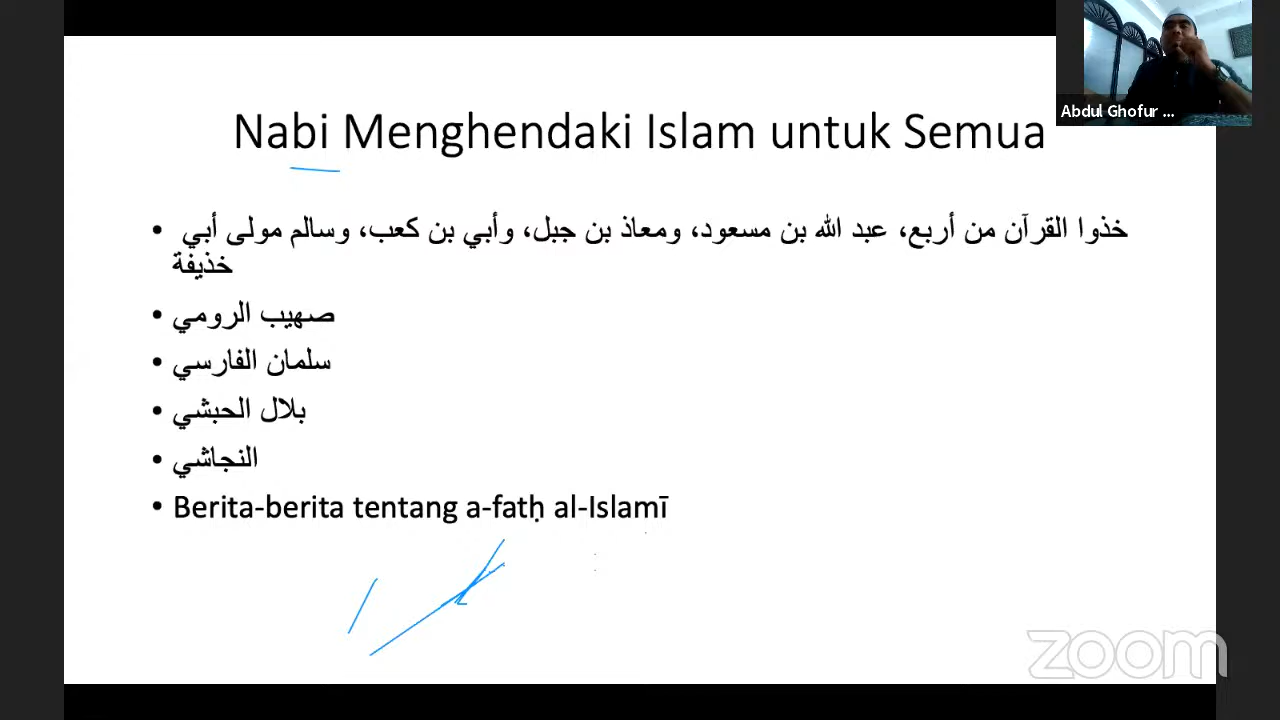 Abdul Ghofur ...
Nabi Menghendaki Islam untuk Semua
• خذوا القرآن من أربع، عبد الله بن مسعود، ومعاذ بن جبل، وأبي بن كعب، وسالم مولى أبي
خذيفة
• صهيب الرومي
• سلمان الفارسي
• بلال الحبشي
• النجاشي
• Berita-berita tentang a-fatḥ al-Islamī
zoom